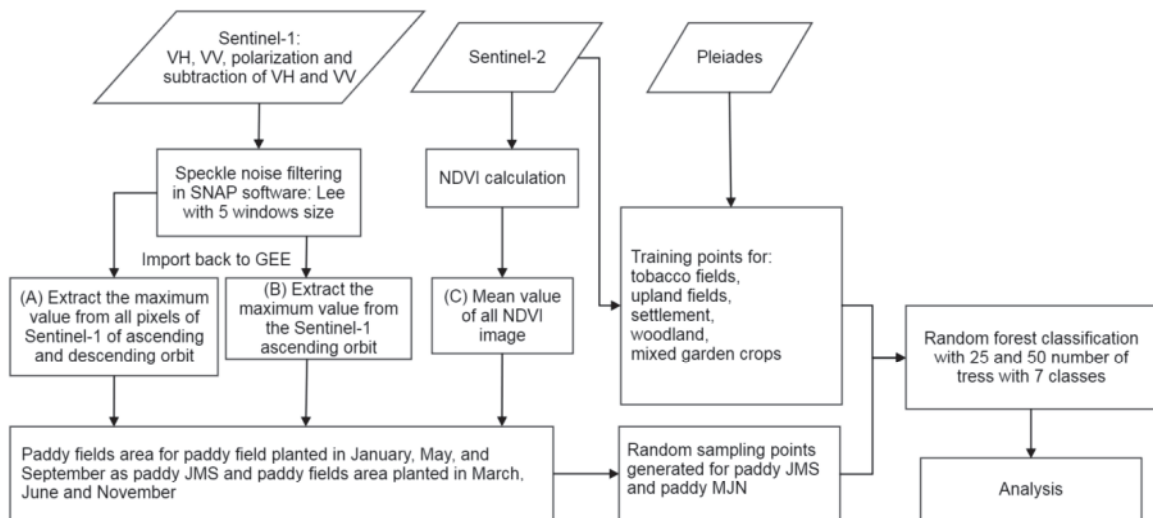 Sentinel-1:
VH, VV, polarization and
subtraction of VH and VV
Sentinel-2
Pleiades
Speckle noise filtering
in SNAP software: Lee
with 5 windows size
NDVI calculation
Import back to GEE
(A) Extract the maximum
value from all pixels of
Sentinel-1 of ascending
and descending orbit
(B) Extract the
maximum value from
the Sentinel-1
ascending orbit
(C) Mean value
of all NDVI
image
Training points for:
tobacco fields,
upland fields,
settlement,
woodland,
mixed garden crops
Random forest classification
with 25 and 50 number of
tress with 7 classes
Paddy fields area for paddy field planted in January, May, and
September as paddy JMS and paddy fields area planted in March,
June and November
Random sampling points
generated for paddy JMS
and paddy MJN
Analysis